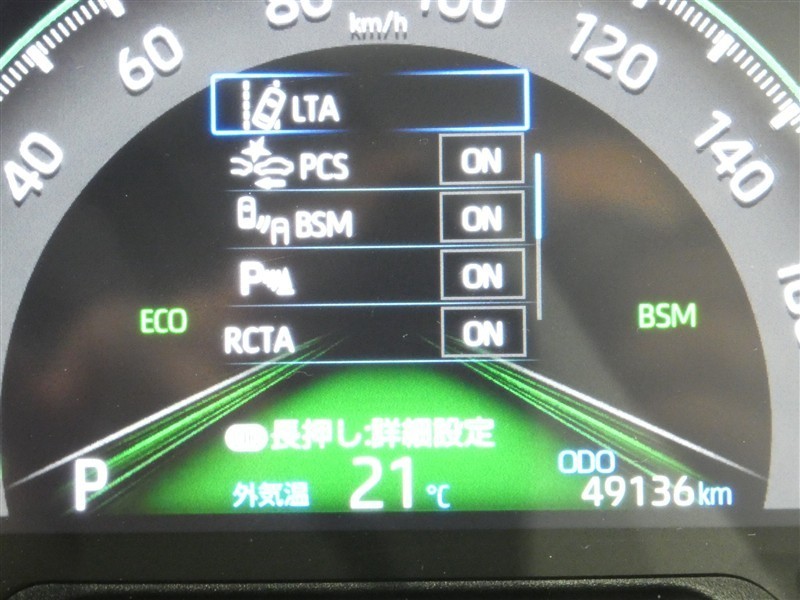 km/h
40
60
80
100
120
140
LTA
PCS ON
BSM ON
P ON
RCTA ON
ECO
BSM
長押し:詳細設定
P
外気温 21℃
ODO
49136km